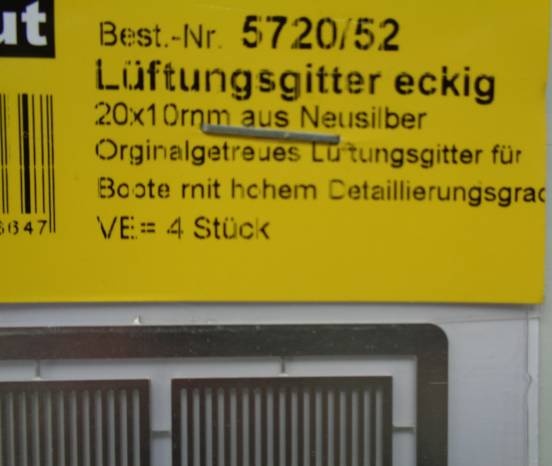 ut
Best.-Nr. 5720/52
Lüftungsgitter eckig
20x10mm aus Neusilber
Orginalgetreues Lüftungsgitter für
Boote mit hohem Detaillierungsgrad
VE= 4 Stück
6647